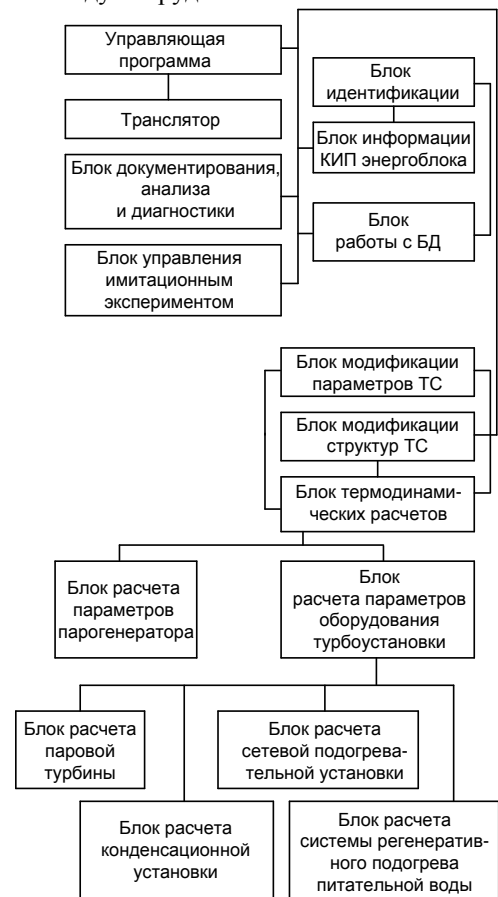 Управляющая
программа
Транслятор
Блок документирования,
анализа
и диагностики
Блок управления
имитационным
экспериментом
Блок
идентификации
Блок информации
КИП энергоблока
Блок
работы с БД
Блок модификации
параметров ТС
Блок модификации
структур ТС
Блок термодинами-
ческих расчетов
Блок расчета
параметров
парогенератора
Блок
расчета параметров
оборудования
турбоустановки
Блок расчета
паровой
турбины
Блок расчета
сетевой подогрева-
тельной установки
Блок расчета
конденсационной
установки
Блок расчета
системы регенератив-
ного подогрева
питательной воды